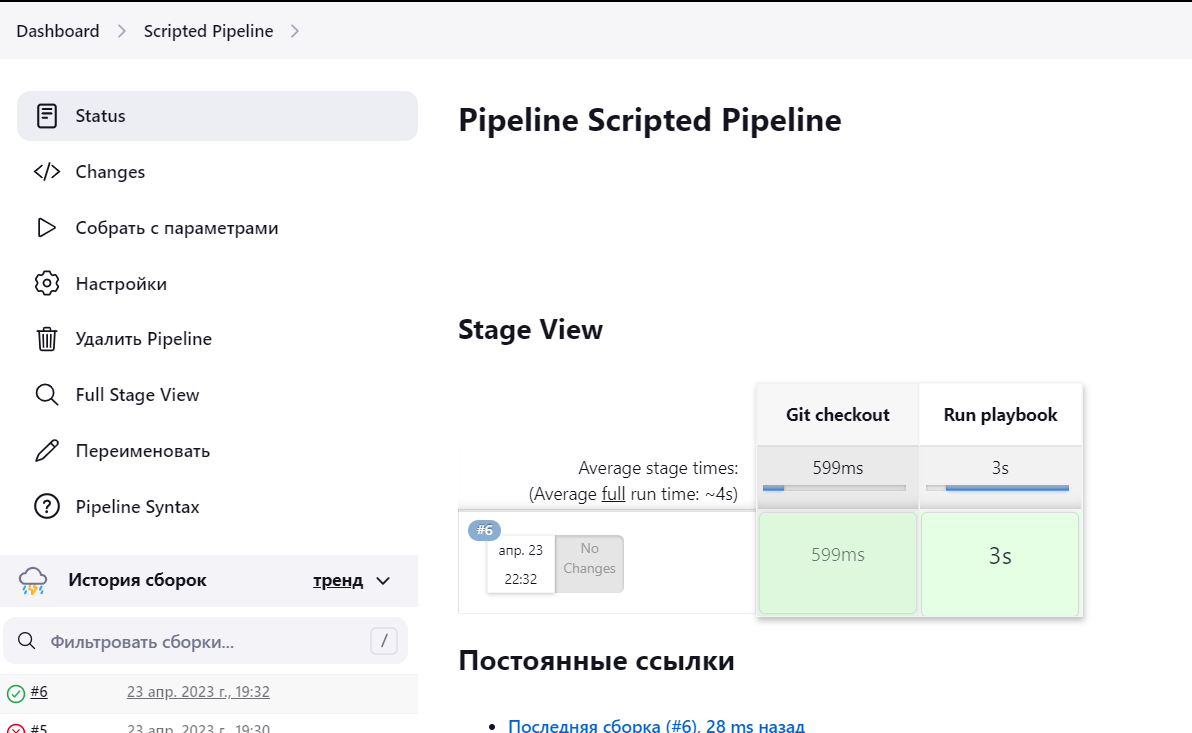 Dashboard
Scripted Pipeline
Status
Changes
Собрать с параметрами
Настройки
Удалить Pipeline
Full Stage View
Переименовать
Pipeline Syntax
История сборок
тренд
Фильтровать сборки...
/
#6
23 апр. 2023 г., 19:32
#5
23 апр. 2023 г., 19:30
Pipeline Scripted Pipeline
Stage View
Git checkout
Run playbook
Average stage times:
(Average full run time: ~4s)
599ms
3s
#6
апр. 23
22:32
No
Changes
599ms
3s
Постоянные ссылки
Последняя сборка (#6), 28 ms назад